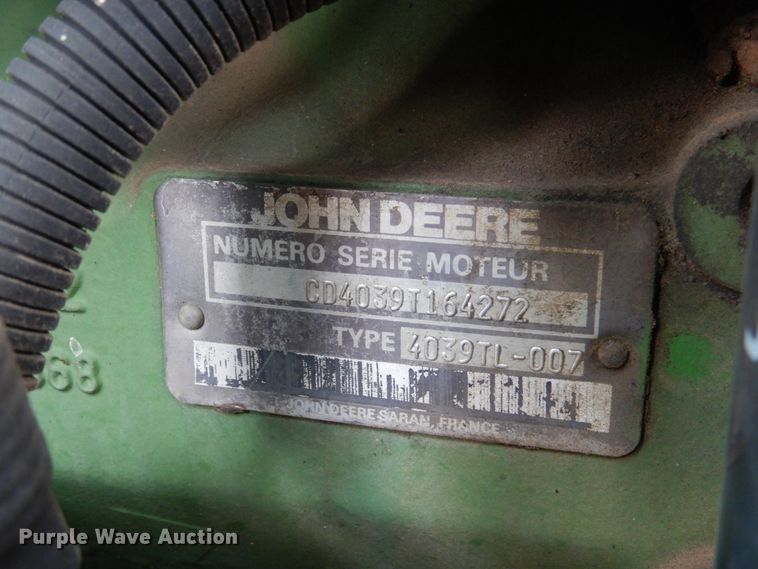 JOHN DEERE
NUMERO SERIE MOTEUR
CD4039T164272
TYPE 4039TL-007
JOHN DEERE SARAN, FRANCE
68
Purple Wave Auction